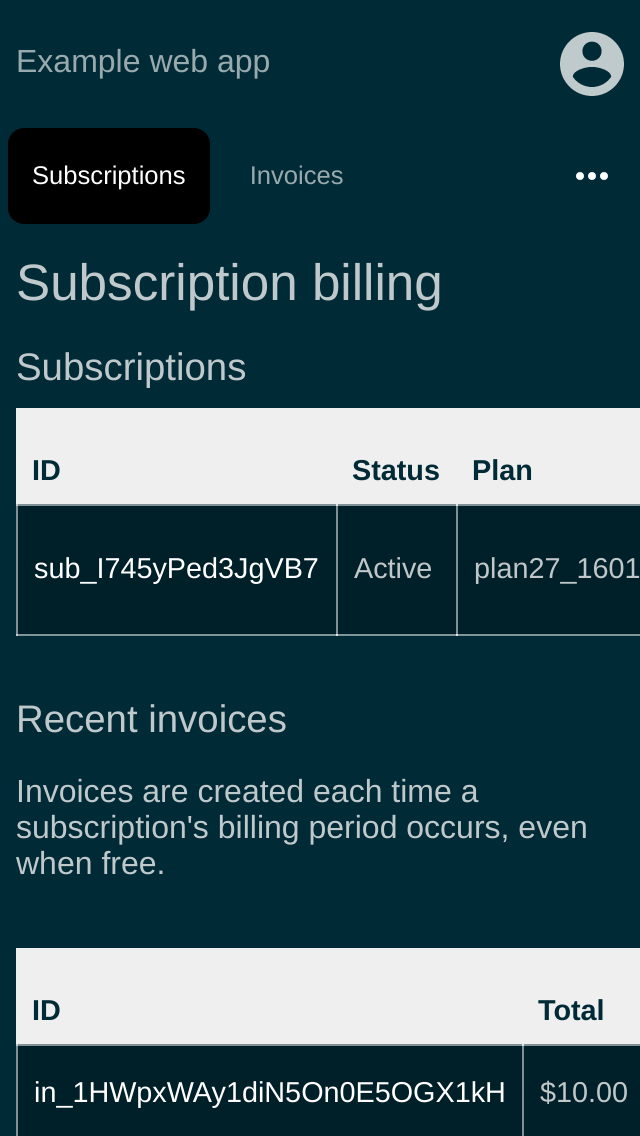 Example web app
Subscriptions Invoices
Subscription billing
Subscriptions
ID Status Plan
sub_I745yPed3JgVB7 Active plan27_1601
Recent invoices
Invoices are created each time a
subscription's billing period occurs, even
when free.
ID Total
in_1HWpxWAy1diN5On0E5OGX1kH $10.00